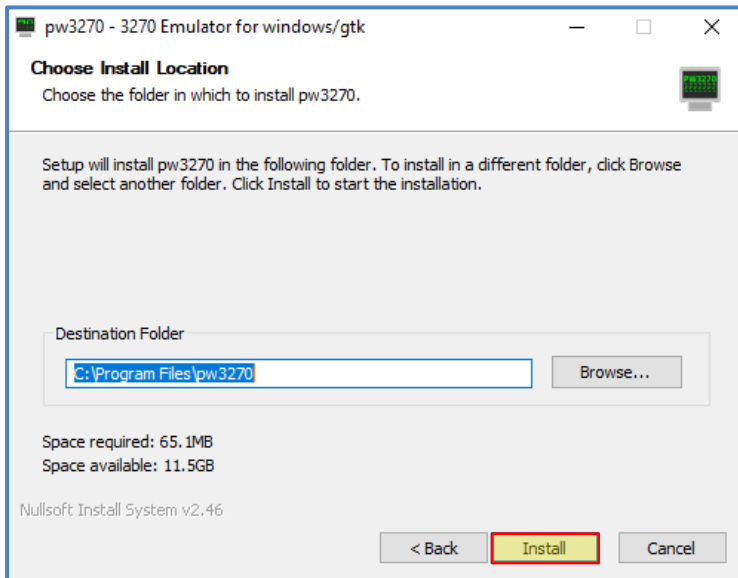 pw3270 - 3270 Emulator for windows/gtk
Choose Install Location
Choose the folder in which to install pw3270.
PW3270
Setup will install pw3270 in the following folder. To install in a different folder, click Browse
and select another folder. Click Install to start the installation.
Destination Folder
C:\Program Files\pw3270
Browse...
Space required: 65.1MB
Space available: 11.5GB
Nullsoft Install System v2.46
< Back
Install
Cancel